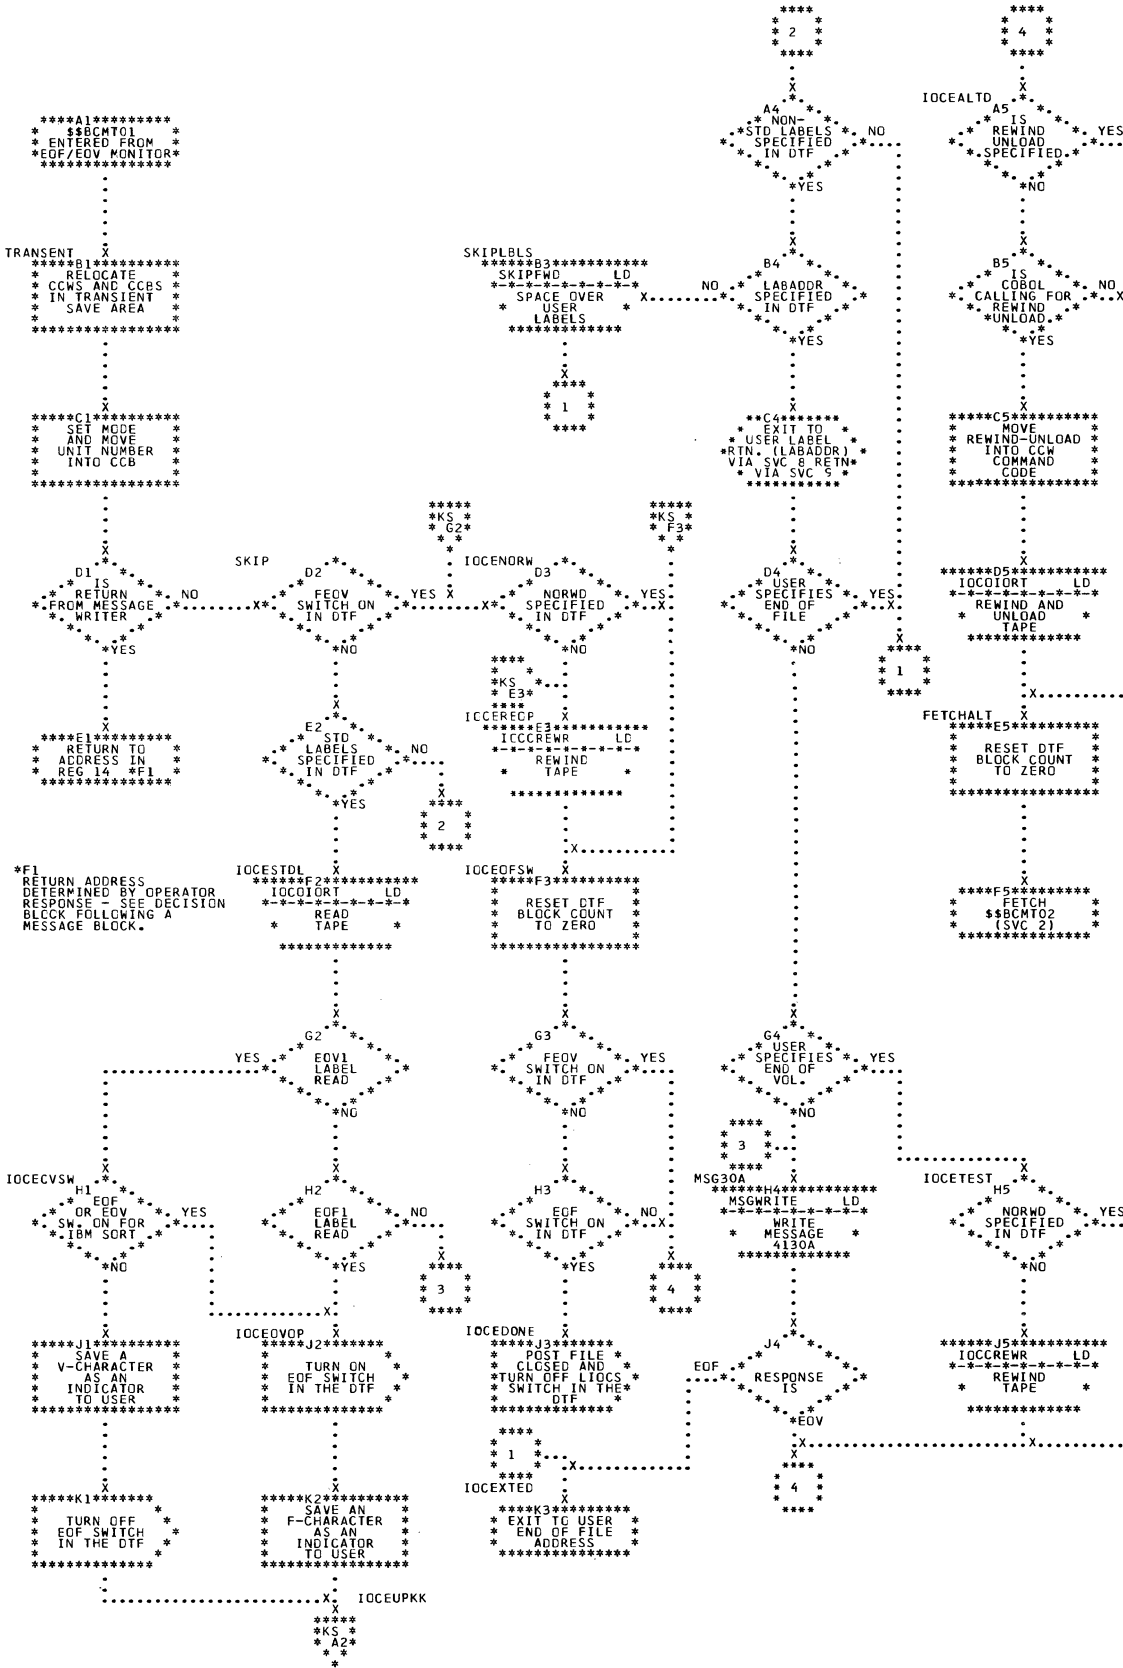 2
4
IOCEALTD
A1
$$BCMT01
ENTERED FROM
EOF/EOV MONITOR
A4
NON-
STD LABELS
SPECIFIED
IN DTF
NO
YES
A5
IS
REWIND
UNLOAD
SPECIFIED
YES
NO
TRANSENT
B1
RELOCATE
CCWS AND CCBS
IN TRANSIENT
SAVE AREA
SKIPLBLS
B3
SKIPFWD LD
SPACE OVER
USER
LABELS
B4
LABADDR
SPECIFIED
IN DTF
NO
YES
B5
IS
COBOL
CALLING FOR
REWIND
UNLOAD
NO
YES
1
C1
SET MODE
AND MOVE
UNIT NUMBER
INTO CCB
C4
EXIT TO
USER LABEL
RTN. (LABADDR)
VIA SVC 8 RETN
VIA SVC 9
C5
MOVE
REWIND-UNLOAD
INTO CCW
COMMAND
CODE
KS
G2
KS
F3
D1
IS
RETURN
FROM MESSAGE
WRITER
NO
YES
SKIP
D2
FEOV
SWITCH ON
IN DTF
YES
NO
IOCENORW
D3
NORWD
SPECIFIED
IN DTF
YES
NO
D4
USER
SPECIFIES
END OF
FILE
YES
NO
D5
IOCOIORT LD
REWIND AND
UNLOAD
TAPE
1
KS
E3
E1
RETURN TO
ADDRESS IN
REG 14 *F1
E2
STD
LABELS
SPECIFIED
IN DTF
NO
YES
IOCEREOP
E3
IOCCREWR LD
REWIND
TAPE
FETCHALT
E5
RESET DTF
BLOCK COUNT
TO ZERO
2
*F1
RETURN ADDRESS
DETERMINED BY OPERATOR
RESPONSE - SEE DECISION
BLOCK FOLLOWING A
MESSAGE BLOCK.
IOCESTDL
F2
IOCOIORT LD
READ
TAPE
IOCEOFSW
F3
RESET DTF
BLOCK COUNT
TO ZERO
F5
FETCH
$$BCMT02
(SVC 2)
G2
EOV1
LABEL
READ
YES
NO
G3
FEOV
SWITCH ON
IN DTF
YES
NO
G4
USER
SPECIFIES
END OF
VOL.
YES
NO
3
IOCECVSW
H1
EOF
OR EOV
SW. ON FOR
IBM SORT
YES
NO
H2
EOF1
LABEL
READ
NO
YES
H3
EOF
SWITCH ON
IN DTF
NO
YES
MSG30A
H4
MSGWRITE LD
WRITE
MESSAGE
4130A
IOCETEST
H5
NORWD
SPECIFIED
IN DTF
YES
NO
3
4
J1
SAVE A
V-CHARACTER
AS AN
INDICATOR
TO USER
IOCEOVOP
J2
TURN ON
EOF SWITCH
IN THE DTF
IOCEDONE
J3
POST FILE
CLOSED AND
TURN OFF LIOCS
SWITCH IN THE
DTF
J4
RESPONSE
IS
EOF
EOV
J5
IOCCREWR LD
REWIND
TAPE
1
4
K1
TURN OFF
EOF SWITCH
IN THE DTF
K2
SAVE AN
F-CHARACTER
AS AN
INDICATOR
TO USER
IOCEXTED
K3
EXIT TO USER
END OF FILE
ADDRESS
IOCEUPKK
KS
A2